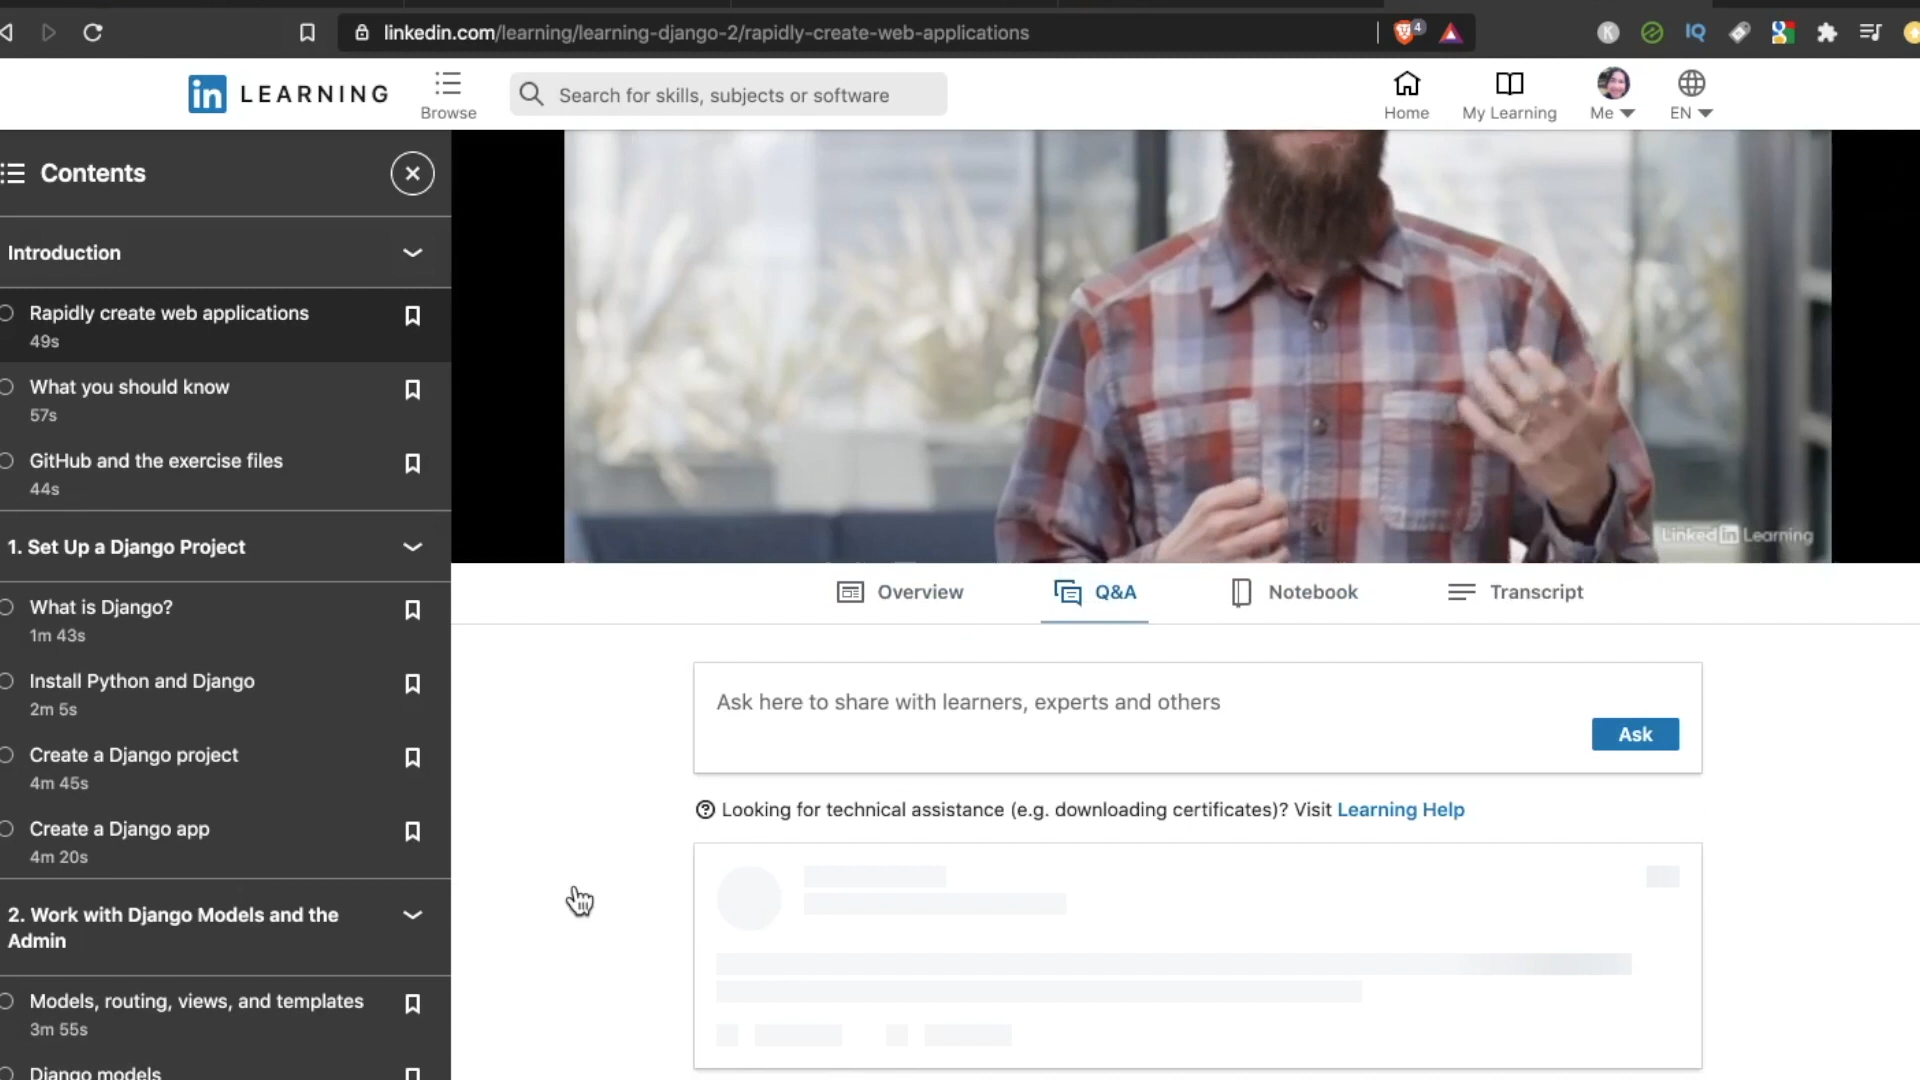 linkedin.com/learning/learning-django-2/rapidly-create-web-applications
4
K
IQ
in LEARNING
Browse
Search for skills, subjects or software
Home
My Learning
Me
EN
Contents
Introduction
Rapidly create web applications
49s
What you should know
57s
GitHub and the exercise files
44s
1. Set Up a Django Project
What is Django?
1m 43s
Install Python and Django
2m 5s
Create a Django project
4m 45s
Create a Django app
4m 20s
2. Work with Django Models and the
Admin
Models, routing, views, and templates
3m 55s
Django models
Linked in Learning
Overview
Q&A
Notebook
Transcript
Ask here to share with learners, experts and others
Ask
Looking for technical assistance (e.g. downloading certificates)? Visit Learning Help